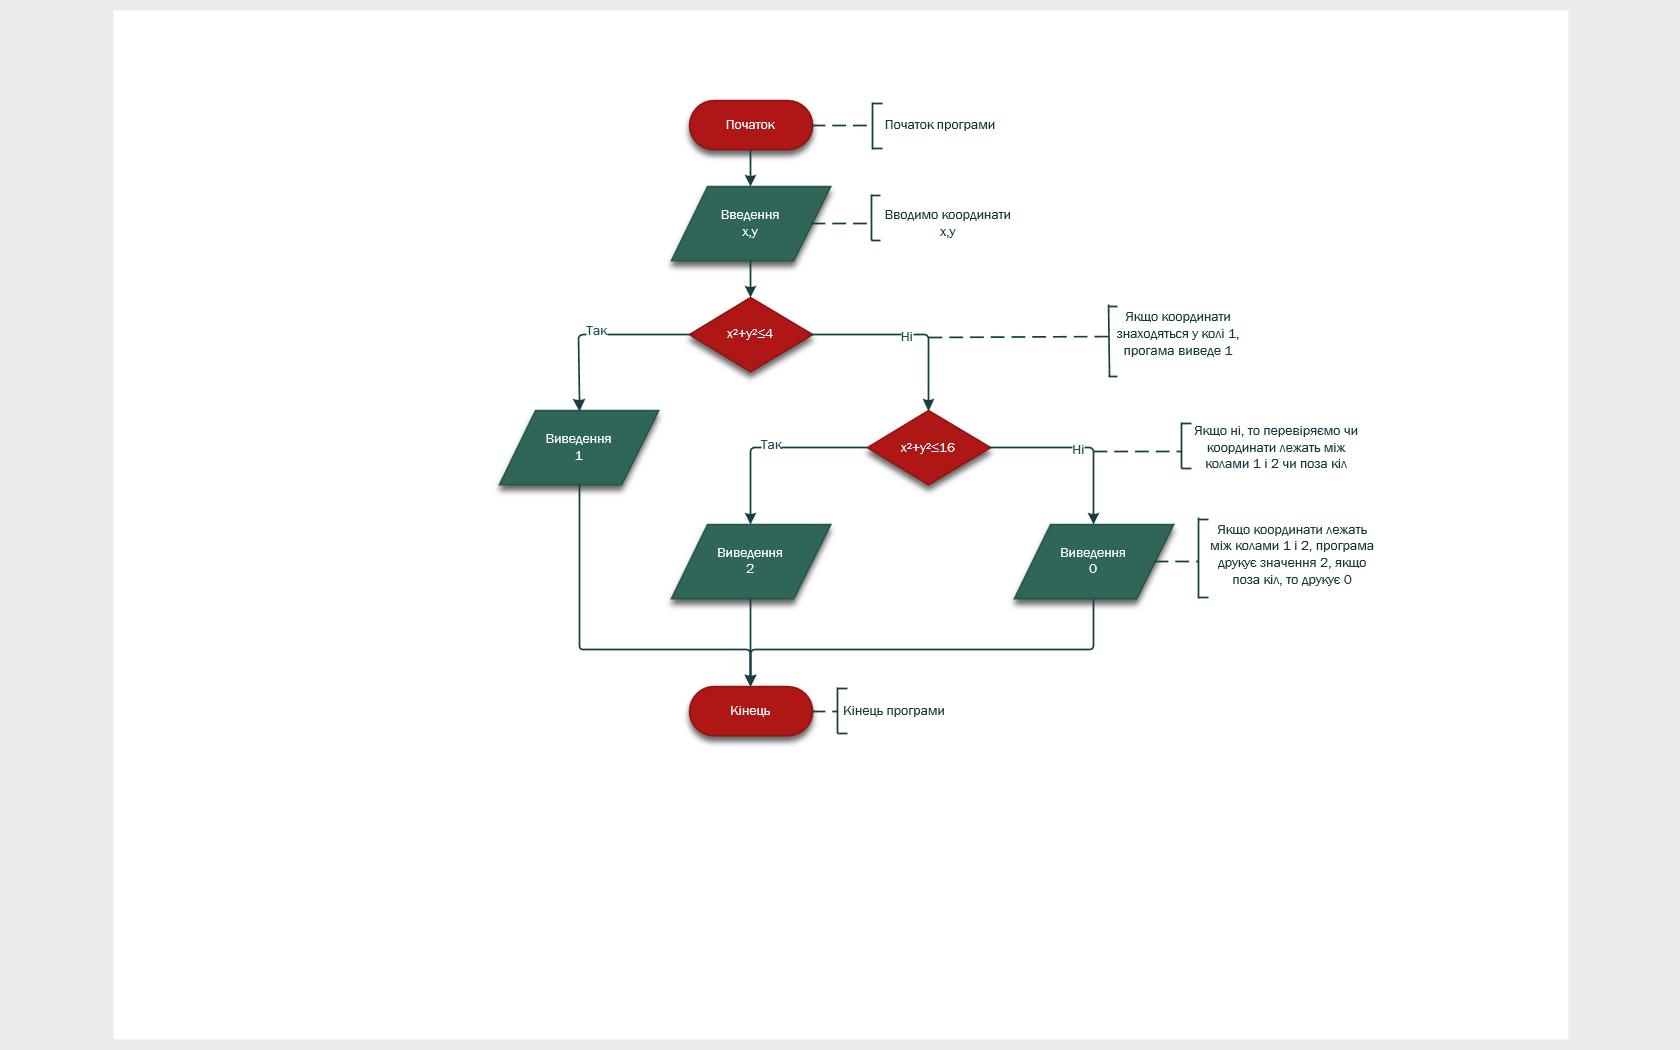 Початок
Початок програми
Введення
x,y
Вводимо координати
x,y
x²+y²≤4
Так
Ні
Якщо координати
знаходяться у колі 1,
прогама виведе 1
Виведення
1
x²+y²≤16
Так
Ні
Якщо ні, то перевіряємо чи
координати лежать між
колами 1 і 2 чи поза кіл
Виведення
2
Виведення
0
Якщо координати лежать
між колами 1 і 2, програма
друкує значення 2, якщо
поза кіл, то друкує 0
Кінець
Кінець програми